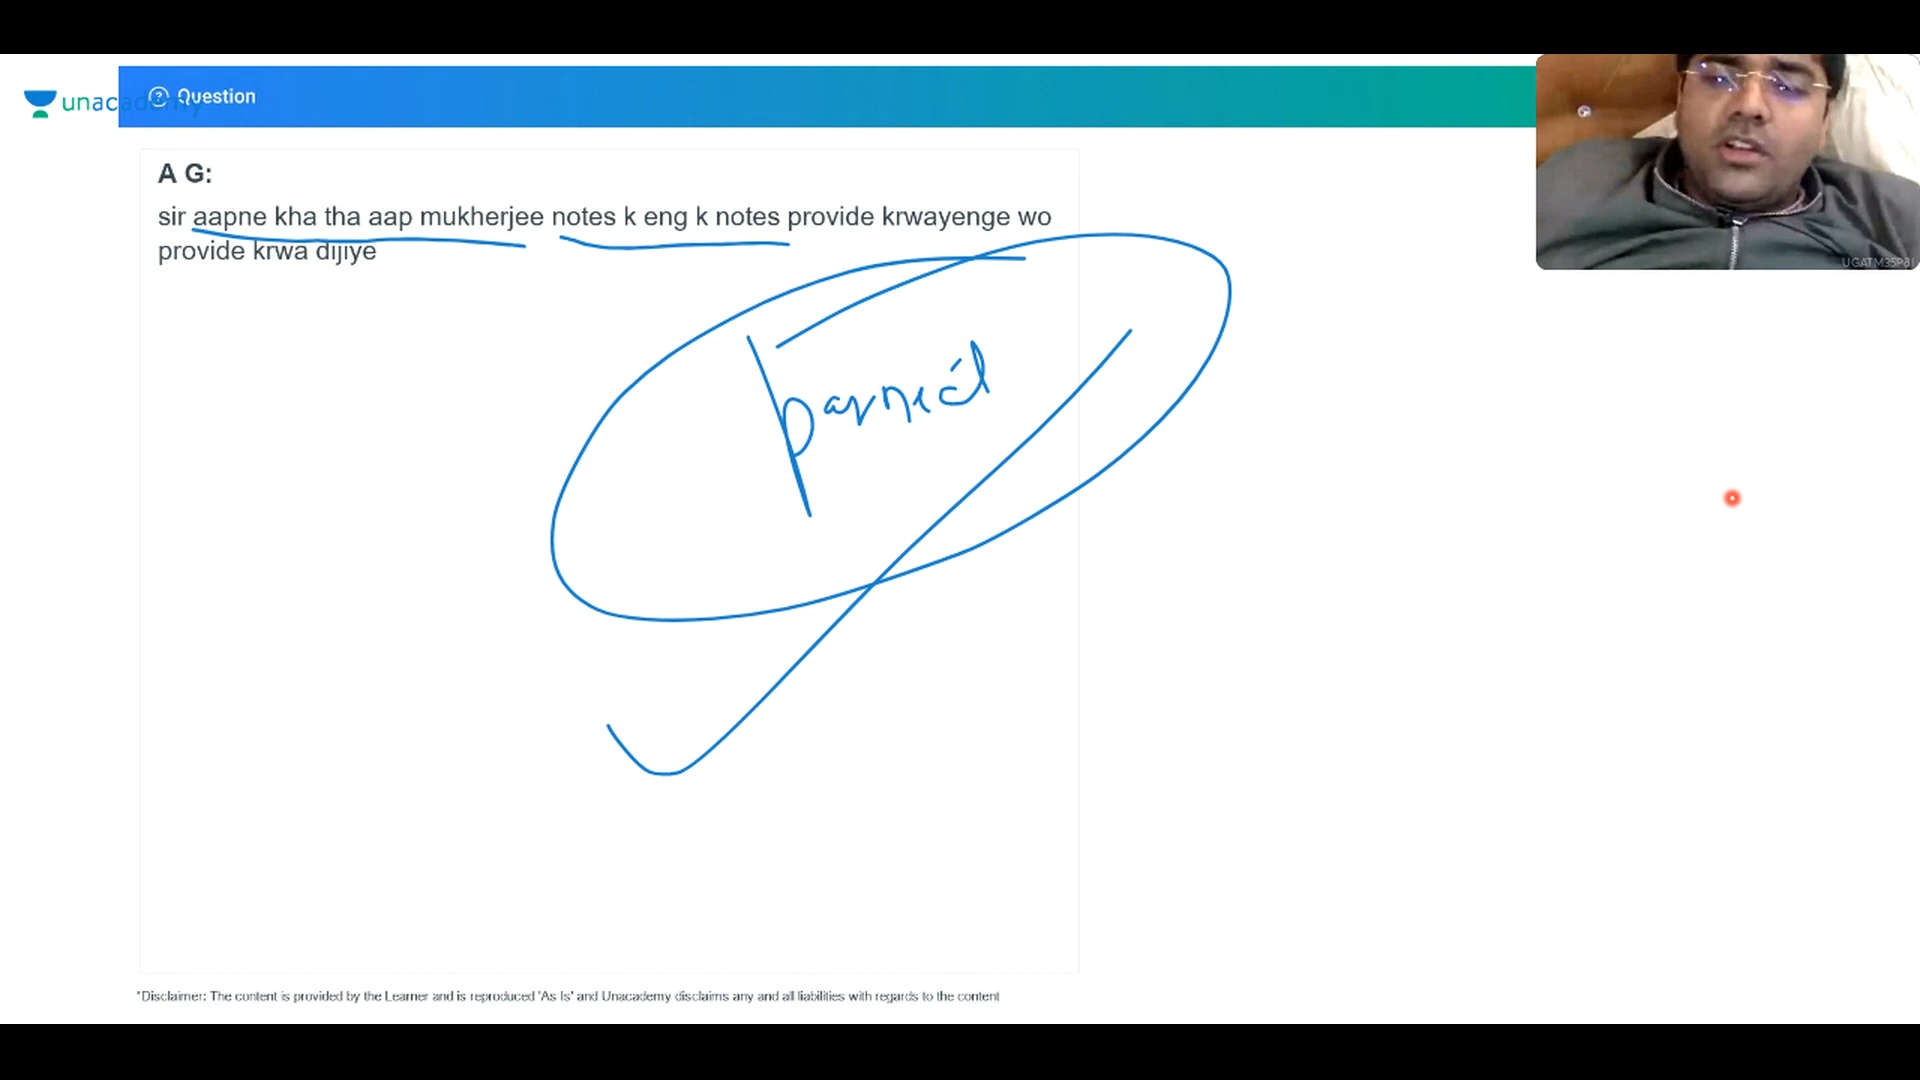 unacademy
Question
A G:
sir aapne kha tha aap mukherjee notes k eng k notes provide krwayenge wo
provide krwa dijiye
UGATM35P8I
*Disclaimer: The content is provided by the Learner and is reproduced 'As Is' and Unacademy disclaims any and all liabilities with regards to the content